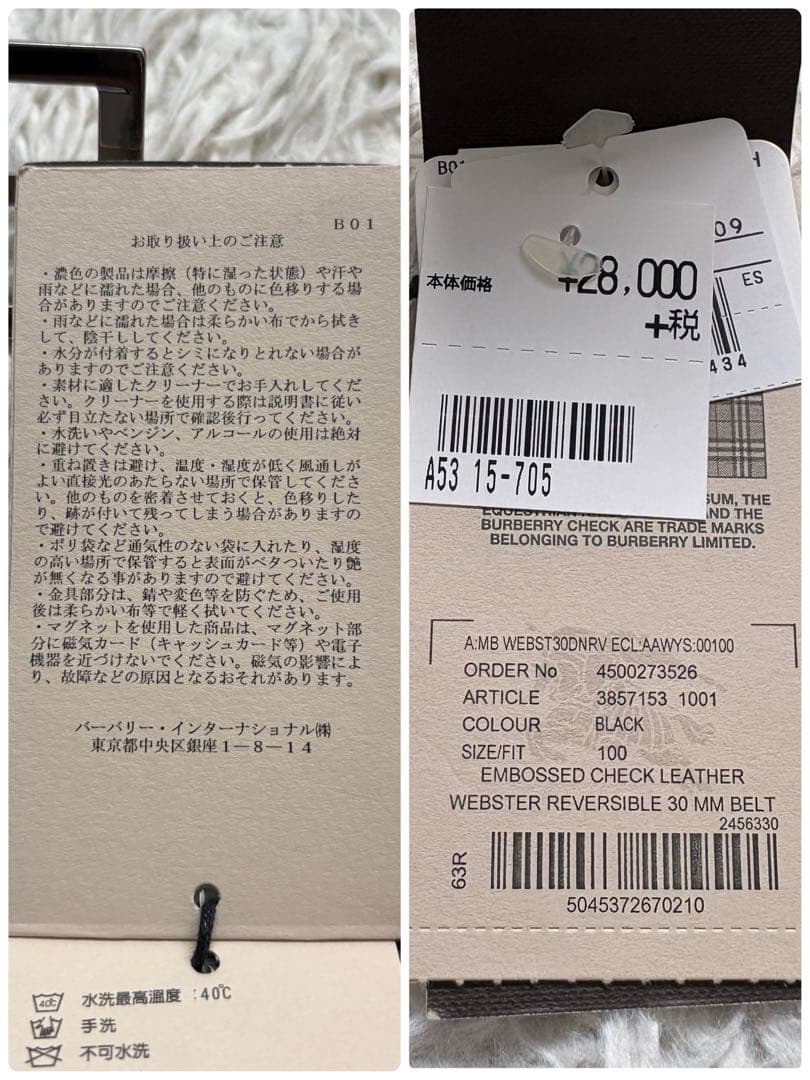 B01
お取り扱い上のご注意
・濃色の製品は摩擦（特に湿った状態）や汗や
雨などに濡れた場合、他のものに色移りする場
合がありますのでご注意ください。
・雨などに濡れた場合は柔らかい布でから拭き
して、陰干ししてください。
・水分が付着するとシミになりとれない場合が
ありますのでご注意ください。
・素材に適したクリーナーでお手入れしてくだ
さい。クリーナーを使用する際は説明書に従い
必ず目立たない場所で確認後行ってください。
・水洗いやベンジン、アルコールの使用は絶対
に避けてください。
・重ね置きは避け、温度・湿度が低く風通しが
よい直接光のあたらない場所で保管してくださ
い。他のものを密着させておくと、色移りした
り、跡が付いて残ってしまう場合がありますの
で避けてください。
・ポリ袋など通気性のない袋に入れたり、湿度
の高い場所で保管すると表面がベタついたり艶
が無くなる事がありますので避けてください。
・金具部分は、錆や変色等を防ぐため、ご使用
後は柔らかい布等で軽く拭いてください。
・マグネットを使用した商品は、マグネット部
分に磁気カード（キャッシュカード等）や電子
機器を近づけないでください。磁気の影響によ
り、故障などの原因となるおそれがあります。
バーバリー・インターナショナル㈱
東京都中央区銀座1－8－14
40℃ 水洗最高溫度 :40℃
手洗
不可水洗
B01
H
09
ES
434
本体価格 ¥28,000
+税
A53 15-705
SUM, THE
EQUESTRIAN AND THE
BURBERRY CHECK ARE TRADE MARKS
BELONGING TO BURBERRY LIMITED.
A:MB WEBST30DNRV ECL:AAWYS:00100
ORDER No 4500273526
ARTICLE 3857153 1001
COLOUR BLACK
SIZE/FIT 100
EMBOSSED CHECK LEATHER
WEBSTER REVERSIBLE 30 MM BELT
2456330
63R
5045372670210